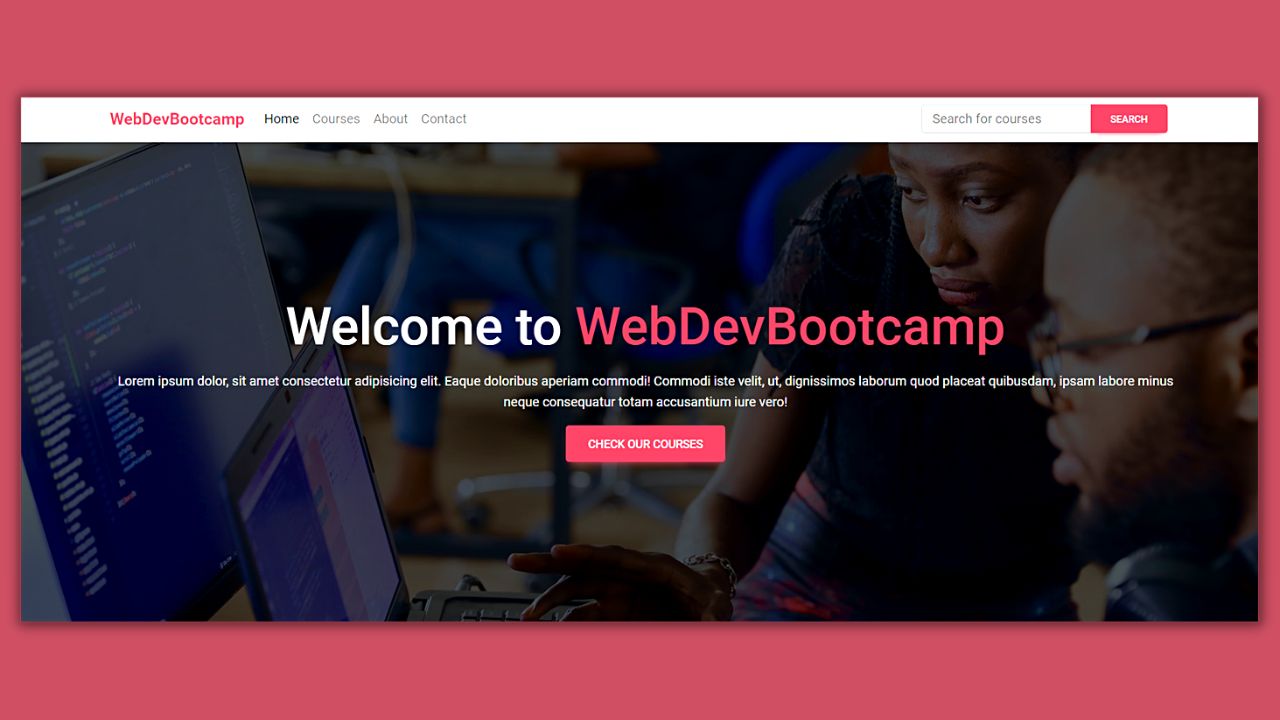 WebDevBootcamp Home Courses About Contact Search for courses SEARCH
Welcome to WebDevBootcamp
Lorem ipsum dolor, sit amet consectetur adipisicing elit. Eaque doloribus aperiam commodi! Commodi iste velit, ut, dignissimos laborum quod placeat quibusdam, ipsam labore minus
neque consequatur totam accusantium iure vero!
CHECK OUR COURSES